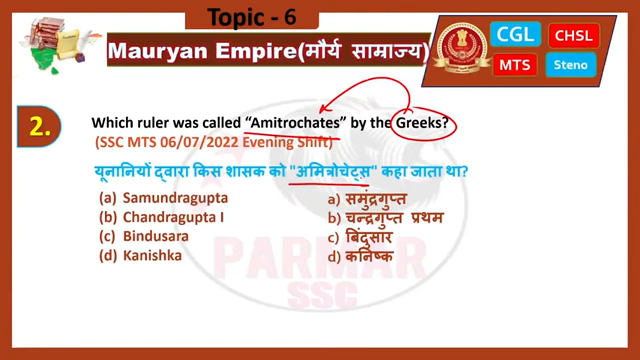 Topic - 6
Mauryan Empire(मौर्य साम्राज्य)
CGL
CHSL
MTS
Steno
2.
Which ruler was called “Amitrochates” by the Greeks?
(SSC MTS 06/07/2022 Evening Shift)
यूनानियों द्वारा किस शासक को "अमित्रोचेट्स" कहा जाता था?
(a) Samundragupta
(b) Chandragupta I
(c) Bindusara
(d) Kanishka
a) समुंद्रगुप्त
b) चन्द्रगुप्त प्रथम
c) बिंदुसार
d) कनिष्क
PARMAR
SSC